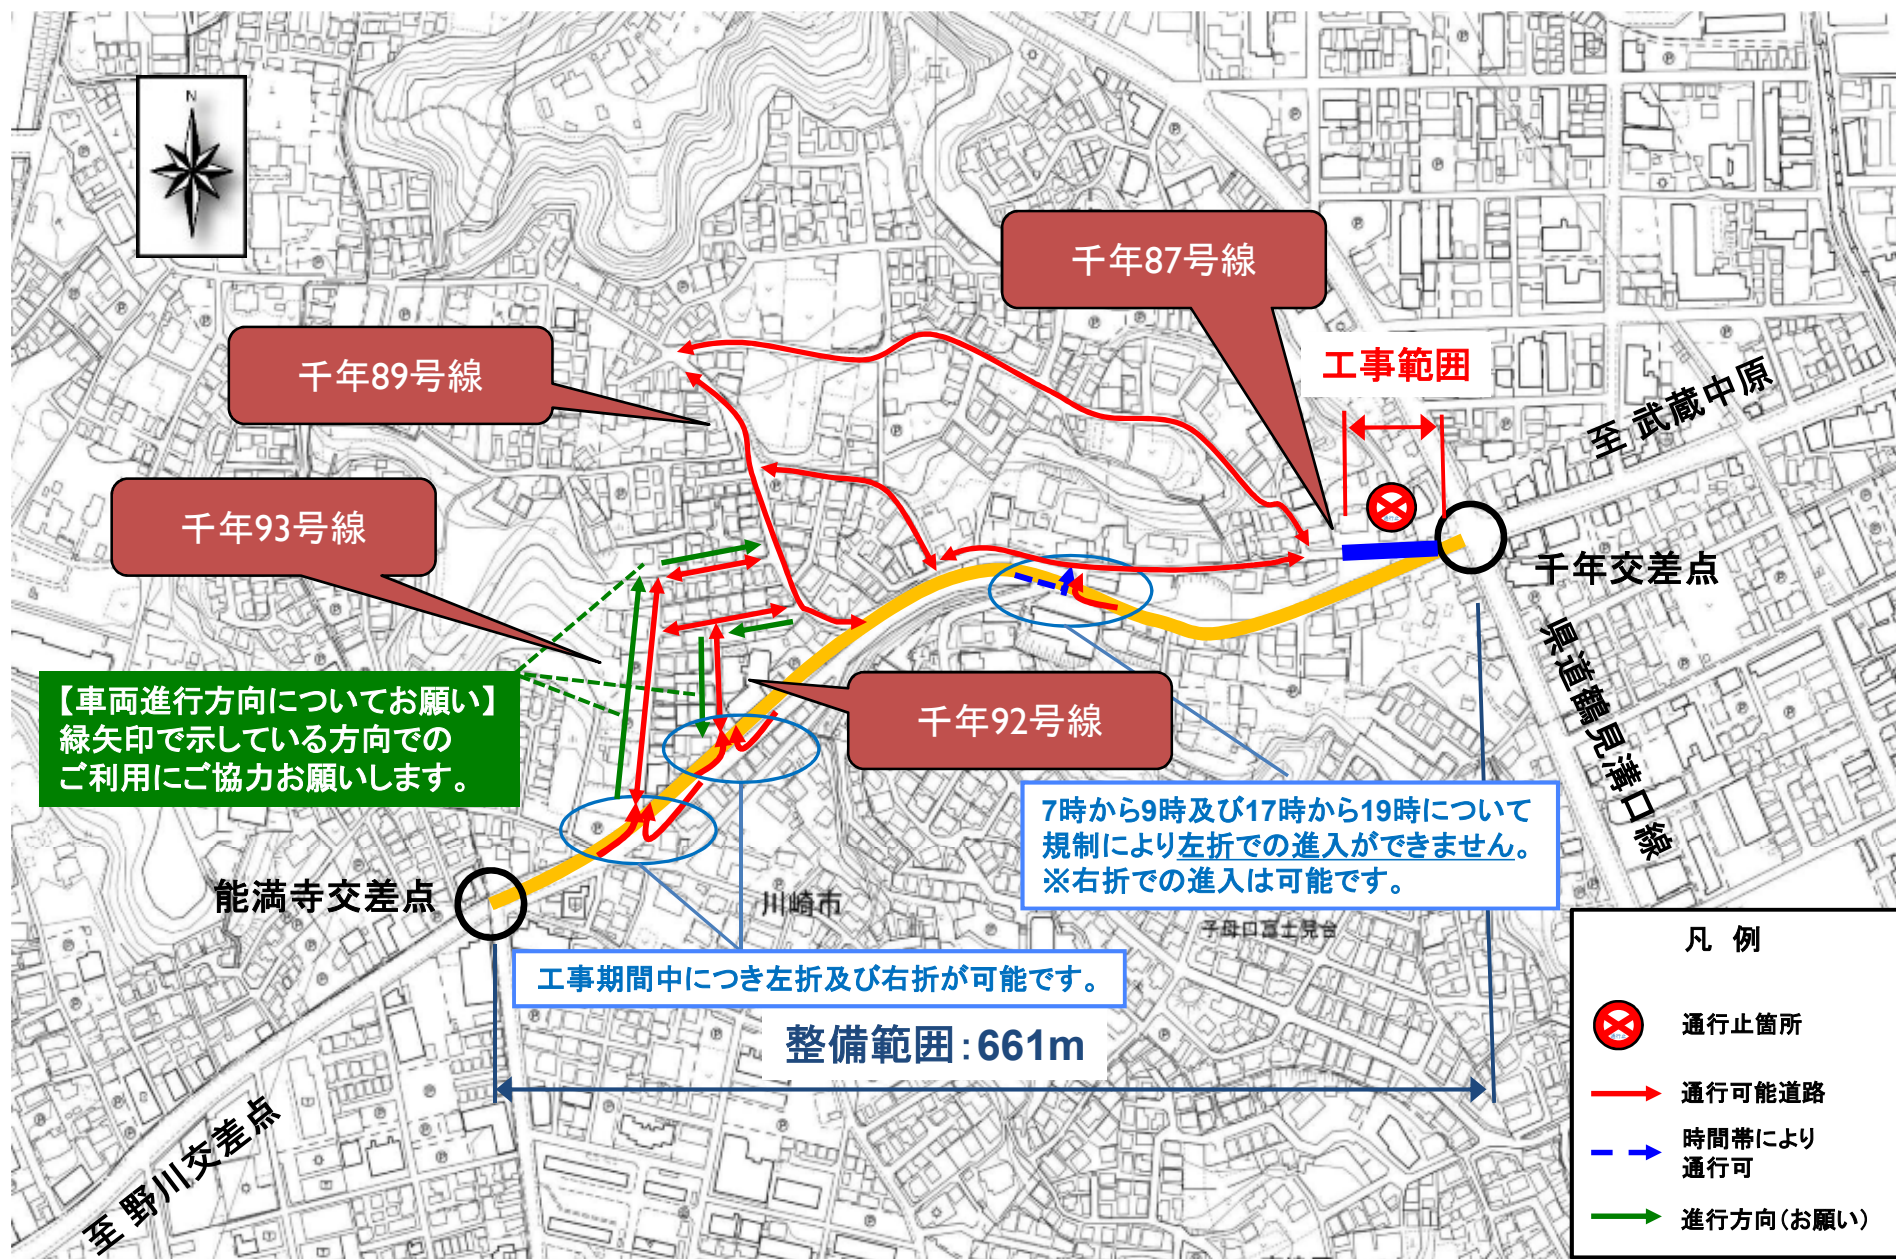 N
千年87号線
工事範囲
千年89号線
至 武蔵中原
千年93号線
千年交差点
県道鶴見溝口線
【車両進行方向についてお願い】
緑矢印で示している方向での
ご利用にご協力お願いします。
千年92号線
7時から9時及び17時から19時について
規制により左折での進入ができません。
※右折での進入は可能です。
能満寺交差点
川崎市
子母口富士見台
工事期間中につき左折及び右折が可能です。
整備範囲：661m
至 野川交差点
凡 例
通行止箇所
通行可能道路
時間帯により
通行可
進行方向（お願い）